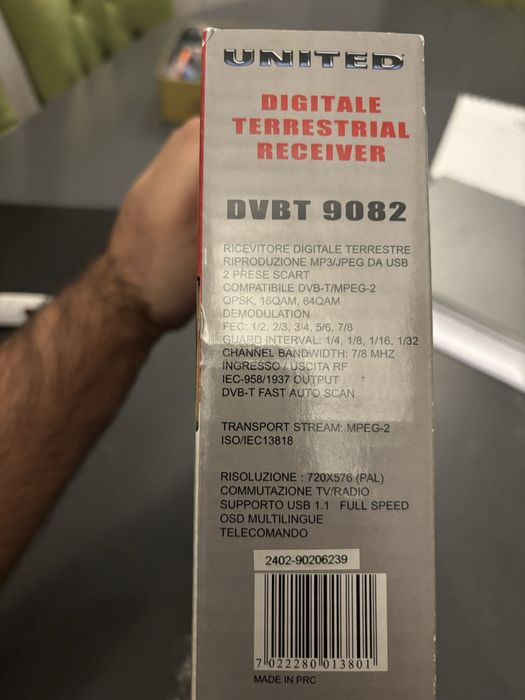 UNITED
DIGITALE
TERRESTRIAL
RECEIVER
DVBT 9082
RICEVITORE DIGITALE TERRESTRE
RIPRODUZIONE MP3/JPEG DA USB
2 PRESE SCART
COMPATIBILE DVB-T/MPEG-2
QPSK, 16QAM, 64QAM
DEMODULATION
FEC: 1/2, 2/3, 3/4, 5/6, 7/8
GUARD INTERVAL: 1/4, 1/8, 1/16, 1/32
CHANNEL BANDWIDTH: 7/8 MHZ
INGRESSO / USCITA RF
IEC-958/1937 OUTPUT
DVB-T FAST AUTO SCAN
TRANSPORT STREAM: MPEG-2
ISO/IEC13818
RISOLUZIONE : 720X576 (PAL)
COMMUTAZIONE TV/RADIO
SUPPORTO USB 1.1 FULL SPEED
OSD MULTILINGUE
TELECOMANDO
2402-90206239
7 022280 013801
MADE IN PRC